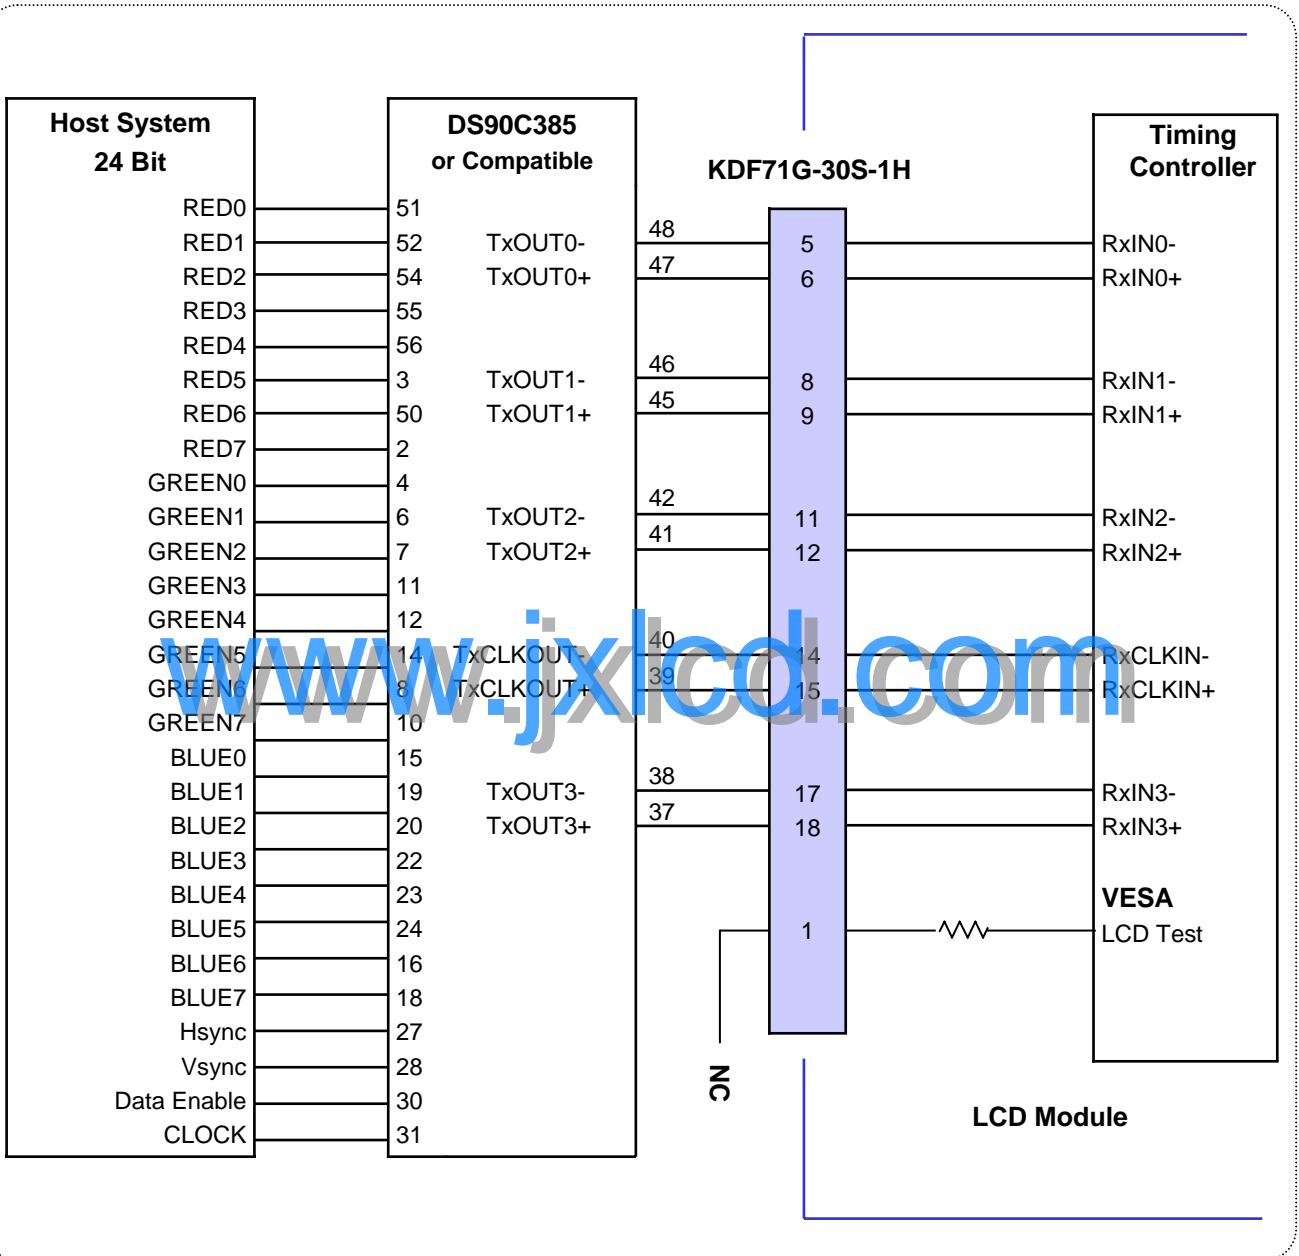 Host System
24 Bit
RED0
RED1
RED2
RED3
RED4
RED5
RED6
RED7
GREEN0
GREEN1
GREEN2
GREEN3
GREEN4
GREEN5
GREEN6
GREEN7
BLUE0
BLUE1
BLUE2
BLUE3
BLUE4
BLUE5
BLUE6
BLUE7
Hsync
Vsync
Data Enable
CLOCK
DS90C385
or Compatible
51
52
54
55
56
3
50
2
4
6
7
11
12
14
8
10
15
19
20
22
23
24
16
18
27
28
30
31
TxOUT0-
TxOUT0+
TxOUT1-
TxOUT1+
TxOUT2-
TxOUT2+
TxCLKOUT-
TxCLKOUT+
TxOUT3-
TxOUT3+
48
47
46
45
42
41
40
39
38
37
KDF71G-30S-1H
5
6
8
9
11
12
14
15
17
18
1
NC
Timing
Controller
RxIN0-
RxIN0+
RxIN1-
RxIN1+
RxIN2-
RxIN2+
RxCLKIN-
RxCLKIN+
RxIN3-
RxIN3+
VESA
LCD Test
LCD Module
www.jxlcd.com